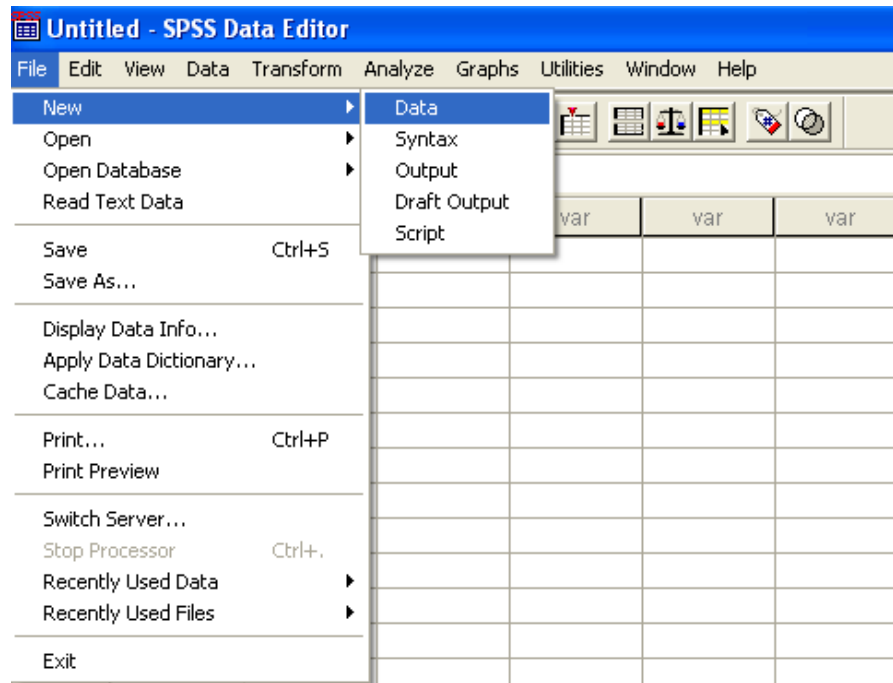 SPSS
Untitled - SPSS Data Editor
File Edit View Data Transform Analyze Graphs Utilities Window Help
New
Open
Open Database
Read Text Data
Save Ctrl+S
Save As...
Display Data Info...
Apply Data Dictionary...
Cache Data...
Print... Ctrl+P
Print Preview
Switch Server...
Stop Processor Ctrl+.
Recently Used Data
Recently Used Files
Exit
Data
Syntax
Output
Draft Output
Script
var var var